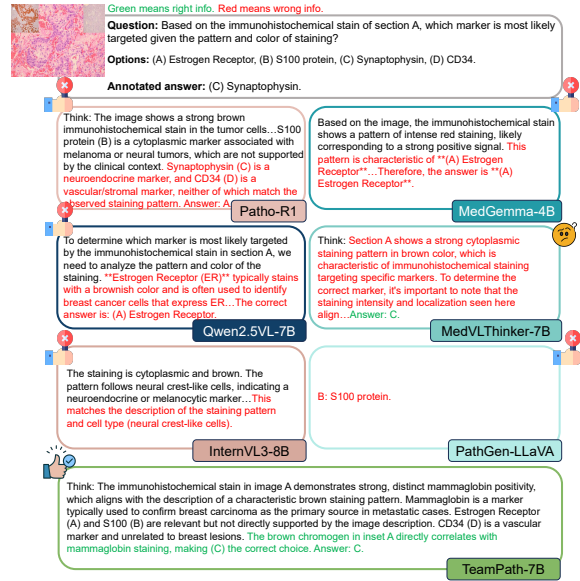 Green means right info. Red means wrong info.
Question: Based on the immunohistochemical stain of section A, which marker is most likely
targeted given the pattern and color of staining?
Options: (A) Estrogen Receptor, (B) S100 protein, (C) Synaptophysin, (D) CD34.
Annotated answer: (C) Synaptophysin.
Think: The image shows a strong brown
immunohistochemical stain in the tumor cells…S100
protein (B) is a cytoplasmic marker associated with
melanoma or neural tumors, which are not supported
by the clinical context. Synaptophysin (C) is a
neuroendocrine marker, and CD34 (D) is a
vascular/stromal marker, neither of which match the
observed staining pattern. Answer: A.
Patho-R1
Based on the image, the immunohistochemical stain
shows a pattern of intense red staining, likely
corresponding to a strong positive signal. This
pattern is characteristic of **(A) Estrogen
Receptor**…Therefore, the answer is **(A)
Estrogen Receptor**.
MedGemma-4B
To determine which marker is most likely targeted
by the immunohistochemical stain in section A, we
need to analyze the pattern and color of the
staining. **Estrogen Receptor (ER)** typically stains
with a brownish color and is often used to identify
breast cancer cells that express ER…The correct
answer is: (A) Estrogen Receptor.
Qwen2.5VL-7B
Think: Section A shows a strong cytoplasmic
staining pattern in brown color, which is
characteristic of immunohistochemical staining
targeting specific markers. To determine the
correct marker, it's important to note that the
staining intensity and localization seen here
align…Answer: C.
MedVLThinker-7B
The staining is cytoplasmic and brown. The
pattern follows neural crest-like cells, indicating a
neuroendocrine or melanocytic marker…This
matches the description of the staining pattern
and cell type (neural crest-like cells).
InternVL3-8B
B: S100 protein.
PathGen-LLaVA
Think: The immunohistochemical stain in image A demonstrates strong, distinct mammaglobin positivity,
which aligns with the description of a characteristic brown staining pattern. Mammaglobin is a marker
typically used to confirm breast carcinoma as the primary source in metastatic cases. Estrogen Receptor
(A) and S100 (B) are relevant but not directly supported by the image description. CD34 (D) is a vascular
marker and unrelated to breast lesions. The brown chromogen in inset A directly correlates with
mammaglobin staining, making (C) the correct choice. Answer: C.
TeamPath-7B